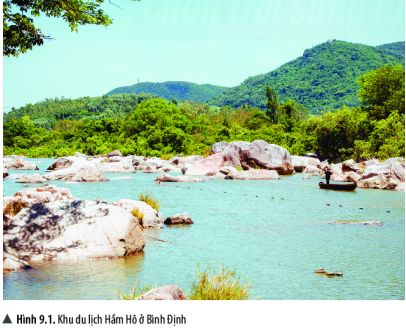 ▲ Hình 9.1. Khu du lịch Hầm Hô ở Bình Định